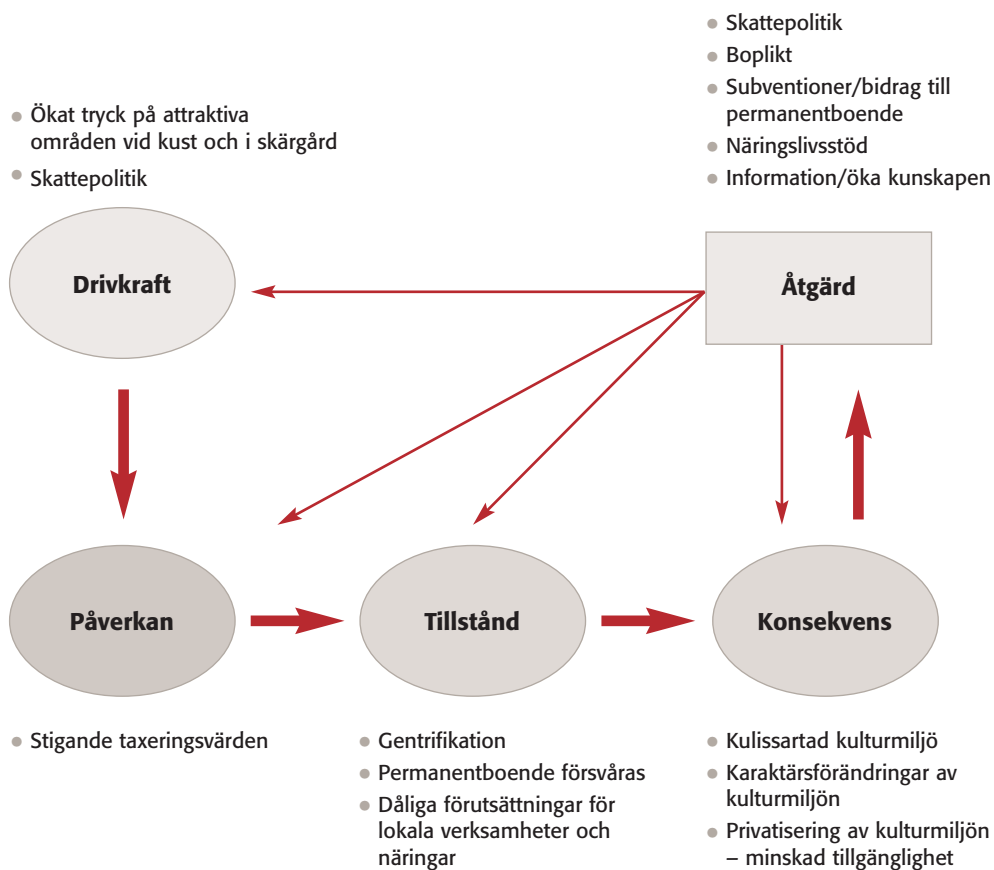 • Skattepolitik
• Boplikt
• Subventioner/bidrag till
permanentboende
• Näringslivsstöd
• Information/öka kunskapen
• Ökat tryck på attraktiva
områden vid kust och i skärgård
• Skattepolitik
Drivkraft
Åtgärd
Påverkan
Tillstånd
Konsekvens
• Stigande taxeringsvärden
• Gentrifikation
• Permanentboende försvåras
• Dåliga förutsättningar för
lokala verksamheter och
näringar
• Kulissartad kulturmiljö
• Karaktärsförändringar av
kulturmiljön
• Privatisering av kulturmiljön
– minskad tillgänglighet